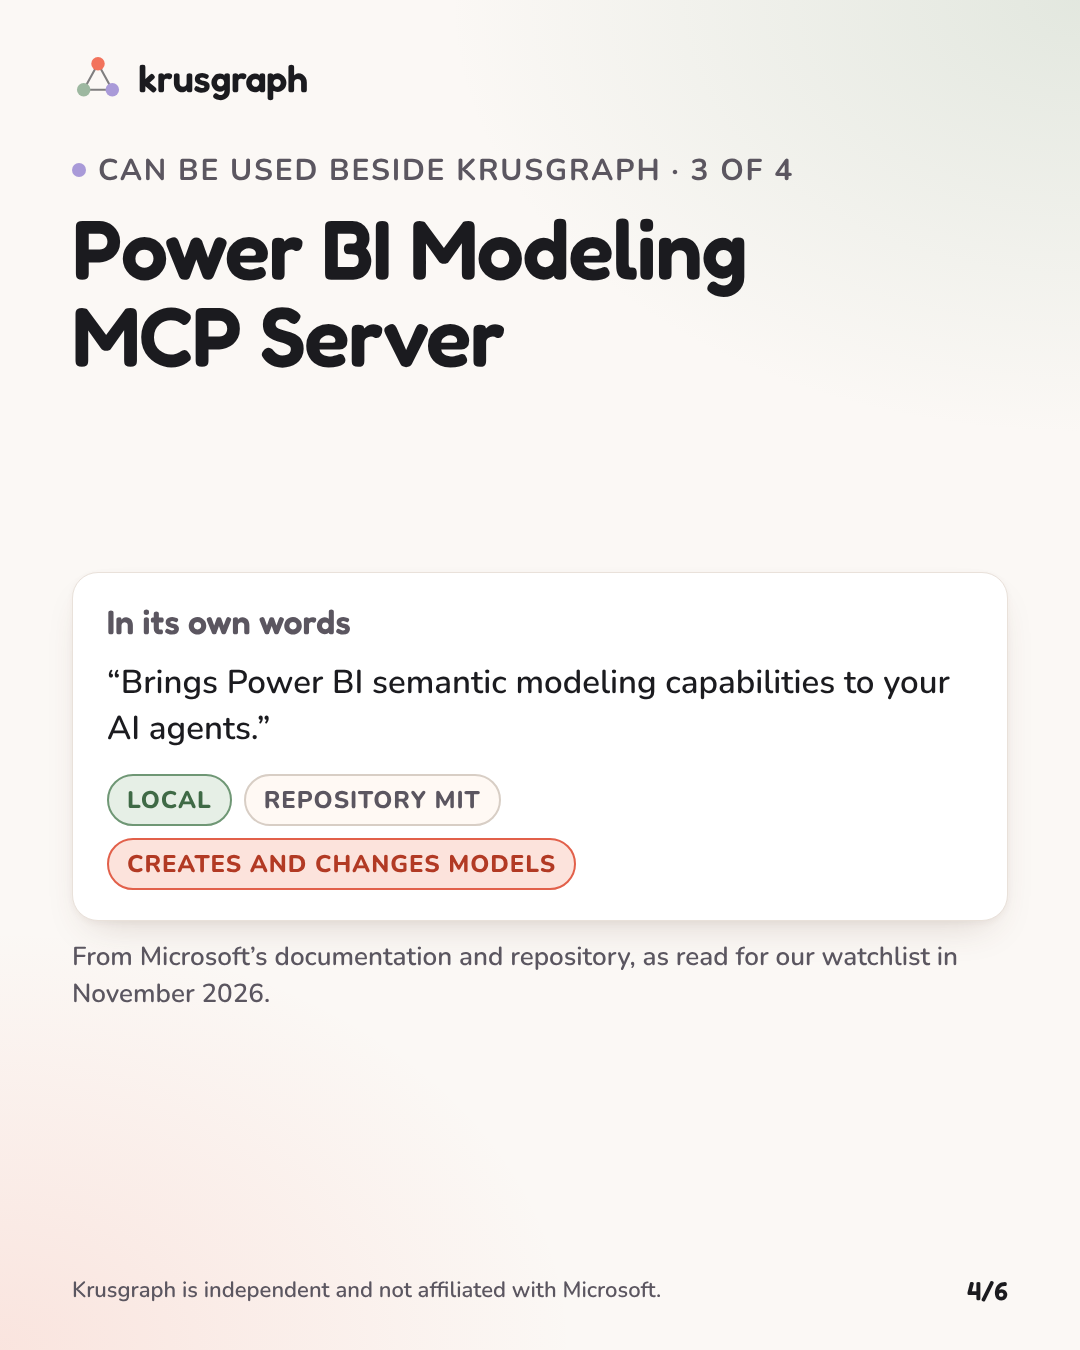 krusgraph
CAN BE USED BESIDE KRUSGRAPH · 3 OF 4
Power BI Modeling
MCP Server
In its own words
“Brings Power BI semantic modeling capabilities to your
AI agents.”
LOCAL
REPOSITORY MIT
CREATES AND CHANGES MODELS
From Microsoft’s documentation and repository, as read for our watchlist in
November 2026.
Krusgraph is independent and not affiliated with Microsoft.
4/6